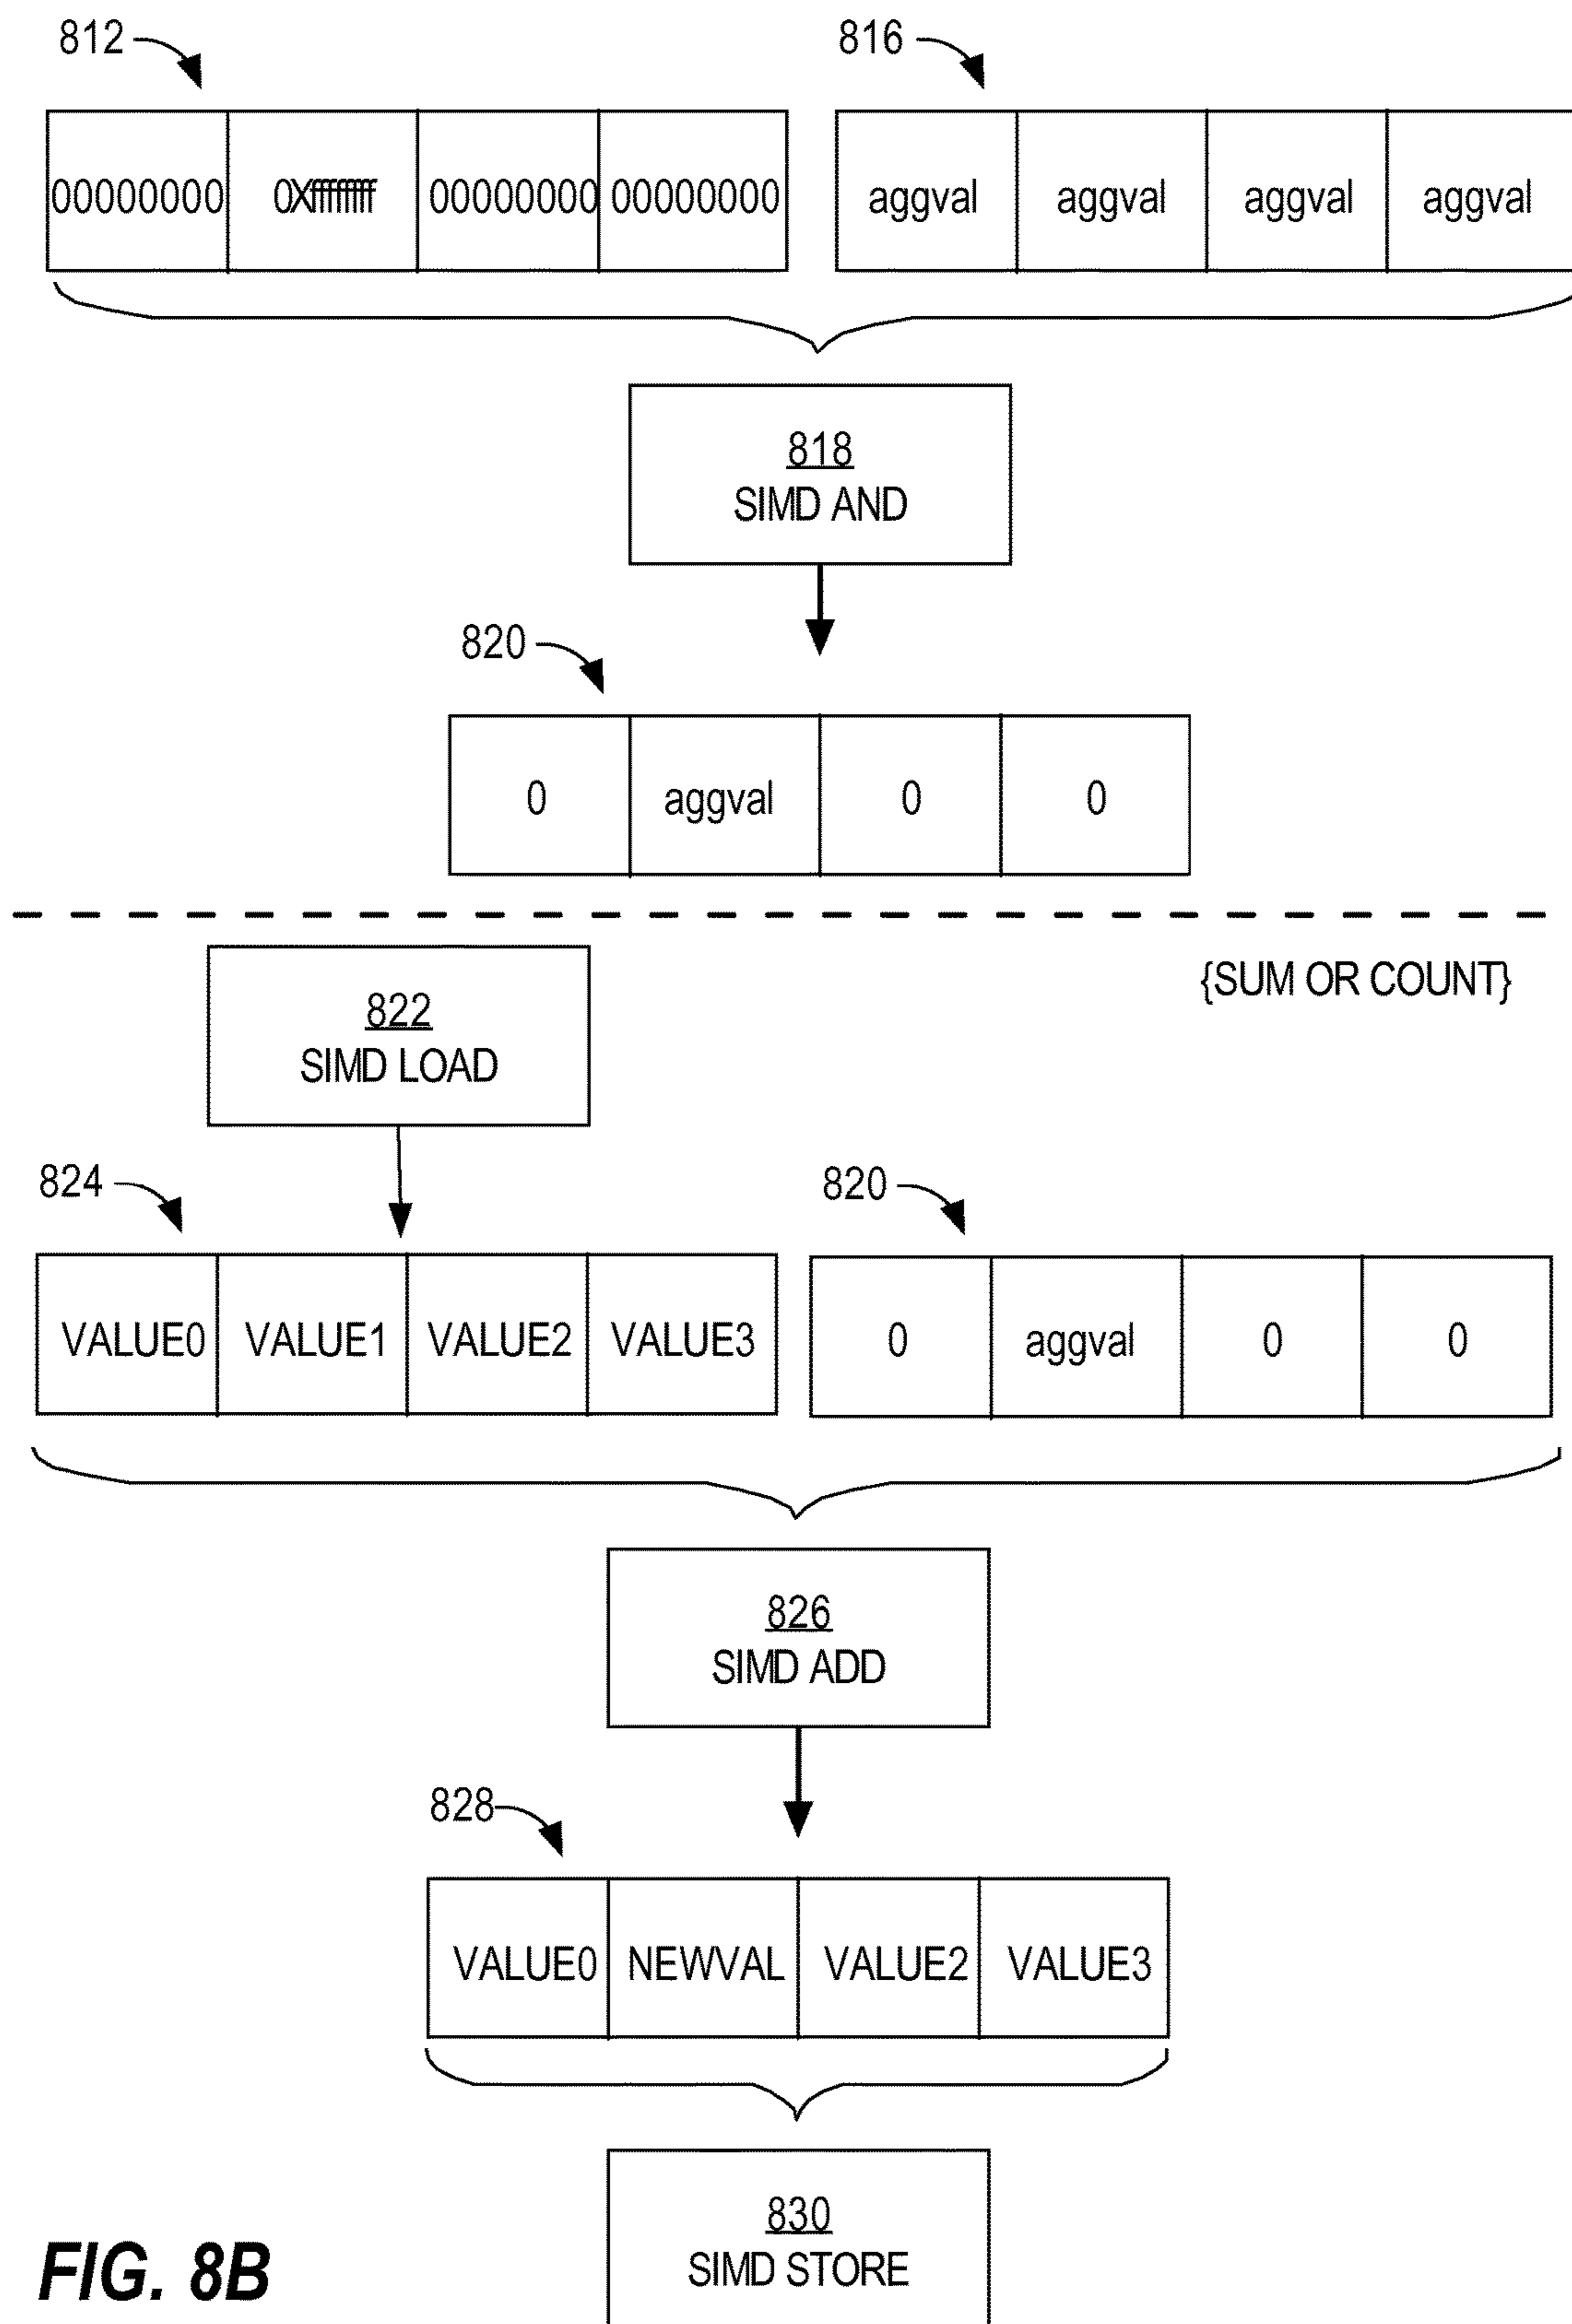 812 816
00000000 0Xffffffff 00000000 00000000 aggval aggval aggval aggval
818
SIMD AND
820
0 aggval 0 0
{SUM OR COUNT}
822
SIMD LOAD
824 820
VALUE0 VALUE1 VALUE2 VALUE3 0 aggval 0 0
826
SIMD ADD
828
VALUE0 NEWVAL VALUE2 VALUE3
830
SIMD STORE
FIG. 8B